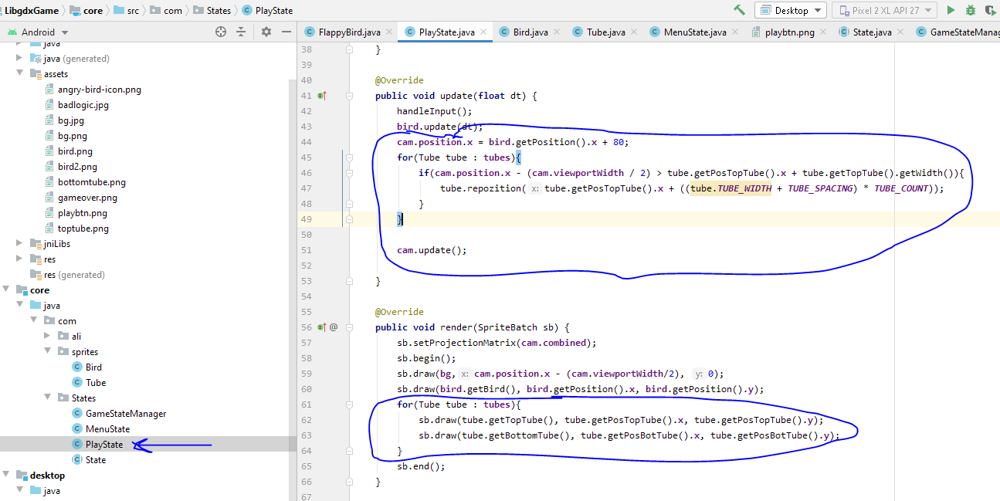 LibgdxGame core src com States PlayState Desktop Pixel 2 XL API 27
Android
FlappyBird.java PlayState.java Bird.java Tube.java MenuState.java playbtn.png State.java GameStateManag
java
java (generated)
assets
angry-bird-icon.png
badlogic.jpg
bg.jpg
bg.png
bird.png
bird2.png
bottomtube.png
gameover.png
playbtn.png
toptube.png
jniLibs
res
res (generated)
core
java
com
ali
sprites
Bird
Tube
States
GameStateManager
MenuState
PlayState
State
desktop
java
38 }
39
40 @Override
41 public void update(float dt) {
42 handleInput();
43 bird.update(dt);
44 cam.position.x = bird.getPosition().x + 80;
45 for(Tube tube : tubes){
46 if(cam.position.x - (cam.viewportWidth / 2) > tube.getPosTopTube().x + tube.getTopTube().getWidth()){
47 tube.repozition( x: tube.getPosTopTube().x + ((tube.TUBE_WIDTH + TUBE_SPACING) * TUBE_COUNT));
48 }
49 }
50
51 cam.update();
52
53 }
54
55 @Override
56 @ public void render(SpriteBatch sb) {
57 sb.setProjectionMatrix(cam.combined);
58 sb.begin();
59 sb.draw(bg, x: cam.position.x - (cam.viewportWidth/2), y: 0);
60 sb.draw(bird.getBird(), bird.getPosition().x, bird.getPosition().y);
61 for(Tube tube : tubes){
62 sb.draw(tube.getTopTube(), tube.getPosTopTube().x, tube.getPosTopTube().y);
63 sb.draw(tube.getBottomTube(), tube.getPosBotTube().x, tube.getPosBotTube().y);
64 }
65 sb.end();
66 }
67